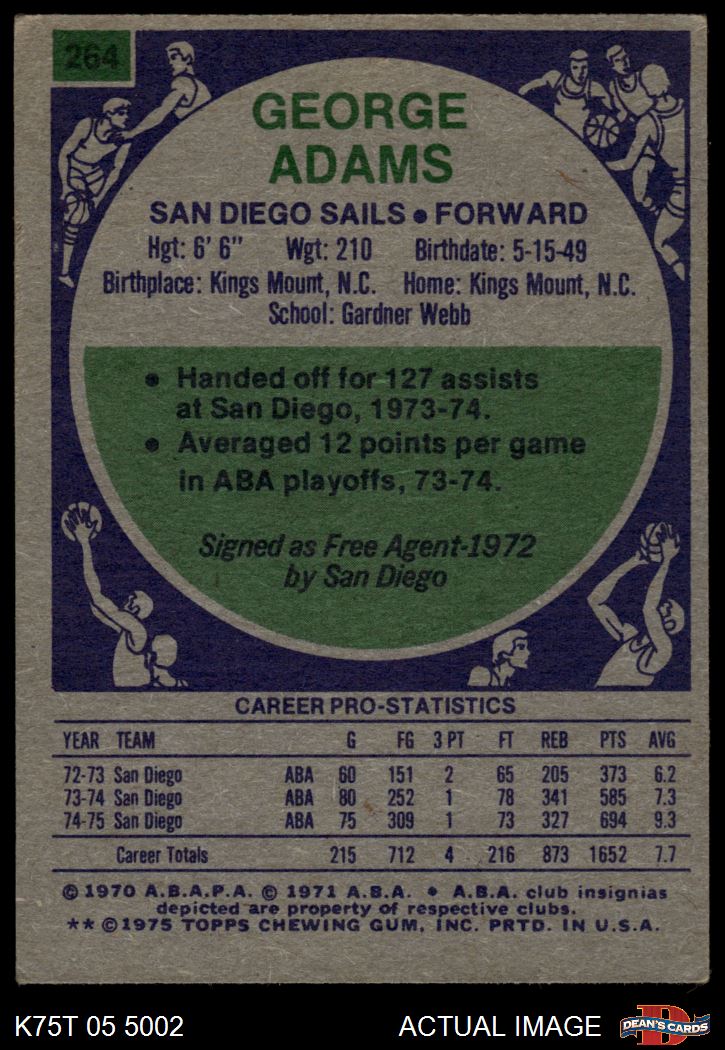 264
GEORGE
ADAMS
SAN DIEGO SAILS • FORWARD
Hgt: 6' 6" Wgt: 210 Birthdate: 5-15-49
Birthplace: Kings Mount, N.C. Home: Kings Mount, N.C.
School: Gardner Webb
• Handed off for 127 assists
at San Diego, 1973-74.
• Averaged 12 points per game
in ABA playoffs, 73-74.
Signed as Free Agent-1972
by San Diego
CAREER PRO-STATISTICS
YEAR TEAM G FG 3 PT FT REB PTS AVG
72-73 San Diego ABA 60 151 2 65 205 373 6.2
73-74 San Diego ABA 80 252 1 78 341 585 7.3
74-75 San Diego ABA 75 309 1 73 327 694 9.3
Career Totals 215 712 4 216 873 1652 7.7
© 1970 A.B.A.P.A. © 1971 A.B.A. • A.B.A. club insignias
depicted are property of respective clubs.
** © 1975 TOPPS CHEWING GUM, INC. PRTD. IN U.S.A.
K75T 05 5002 ACTUAL IMAGE D DEAN'S CARDS